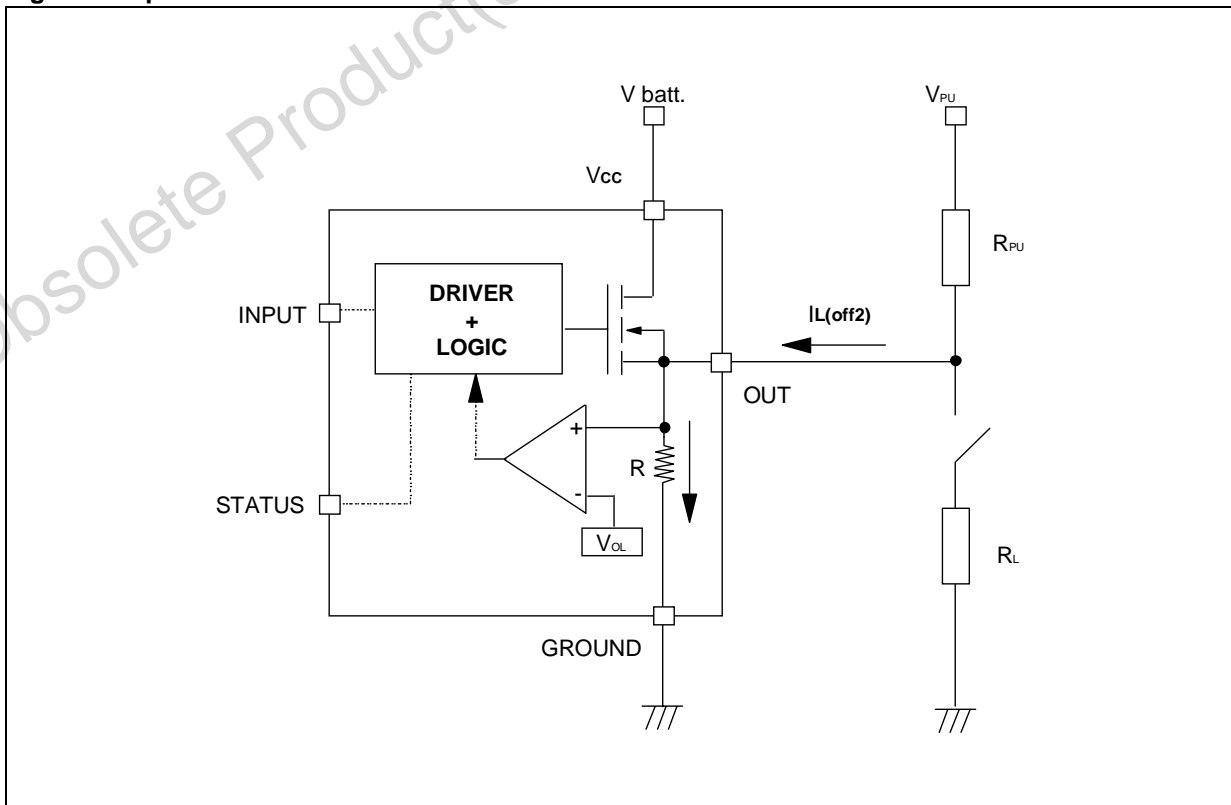 Obsolete Product(
V batt.
VPU
Vcc
RPU
DRIVER
+
LOGIC
INPUT
IL(off2)
OUT
+
R
-
STATUS
VOL
RL
GROUND